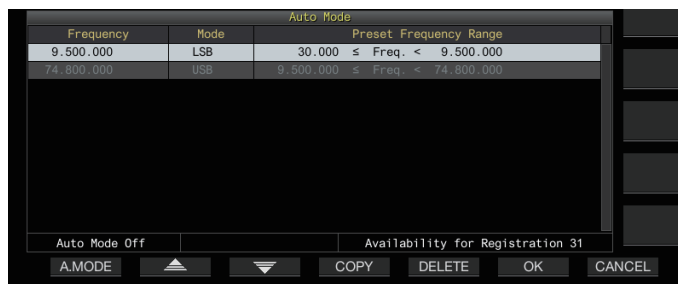 Auto Mode
Frequency Mode Preset Frequency Range
9.500.000 LSB 30.000 ≤ Freq. < 9.500.000
74.800.000 USB 9.500.000 ≤ Freq. < 74.800.000
Auto Mode Off Availability for Registration 31
A.MODE COPY DELETE OK CANCEL